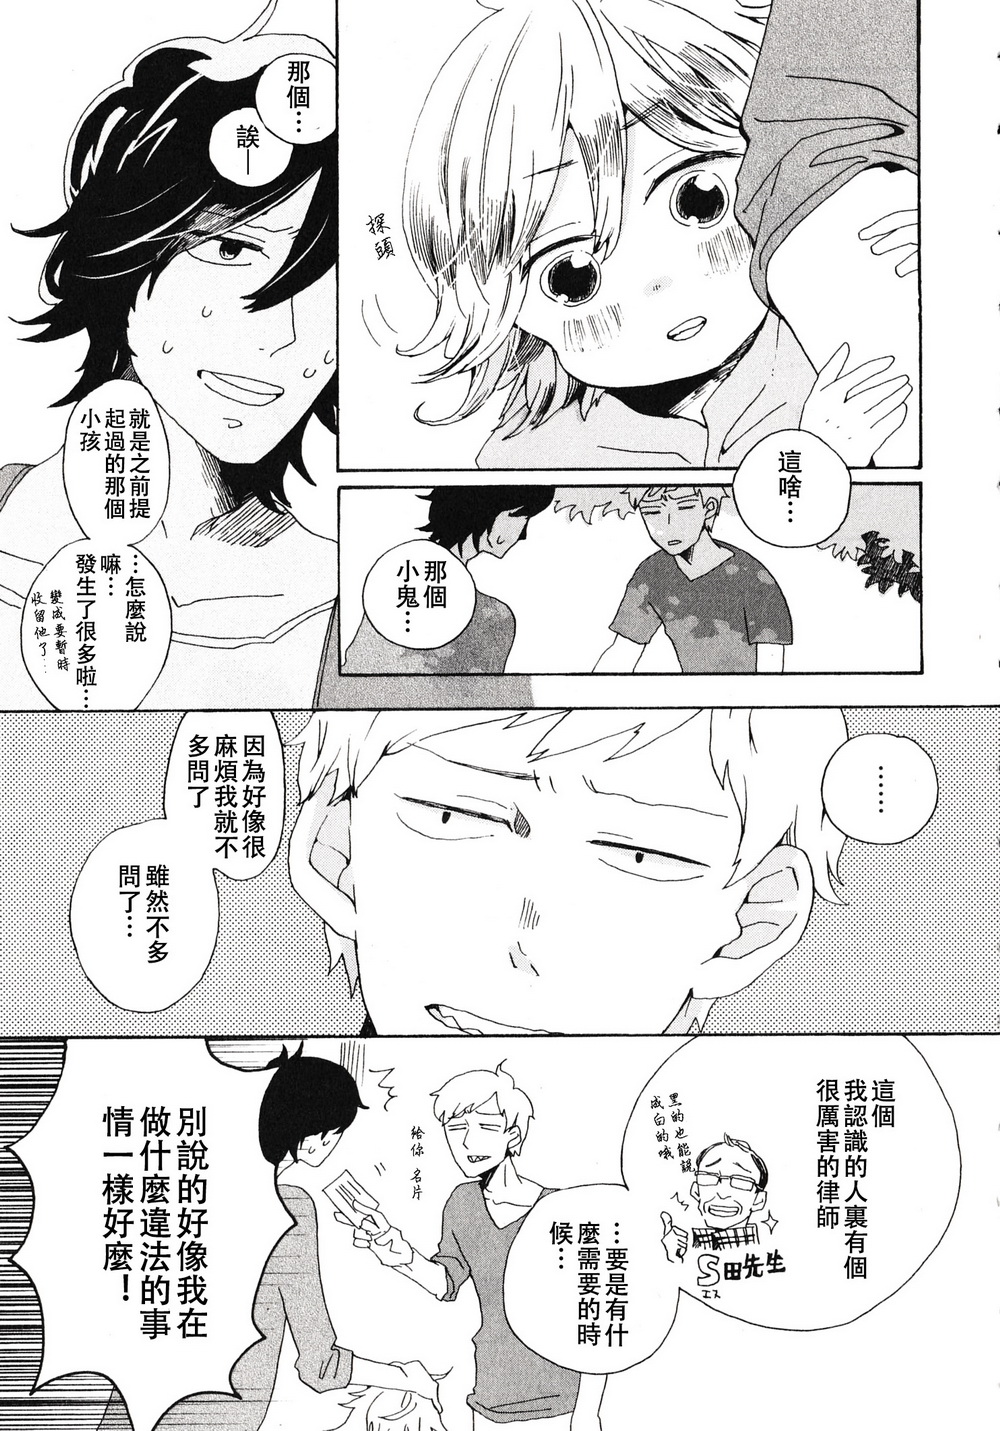 探頭
這啥…
那個
小鬼…
那個…
誒—
就是之前提
起過的那個
小孩
…怎麼說
嘛…
發生了很多啦…
變成要暫時
收留他了…
……
因為好像很
麻煩我就不
多問了
雖然不多
問了…
這個
我認識的人裏有個
很厲害的律師
黑的也能說
成白的哦
S田先生
エス
…要是有什
麼需要的時
候…
給你 名片
別說的好像我在
做什麼違法的事
情一樣好麼！